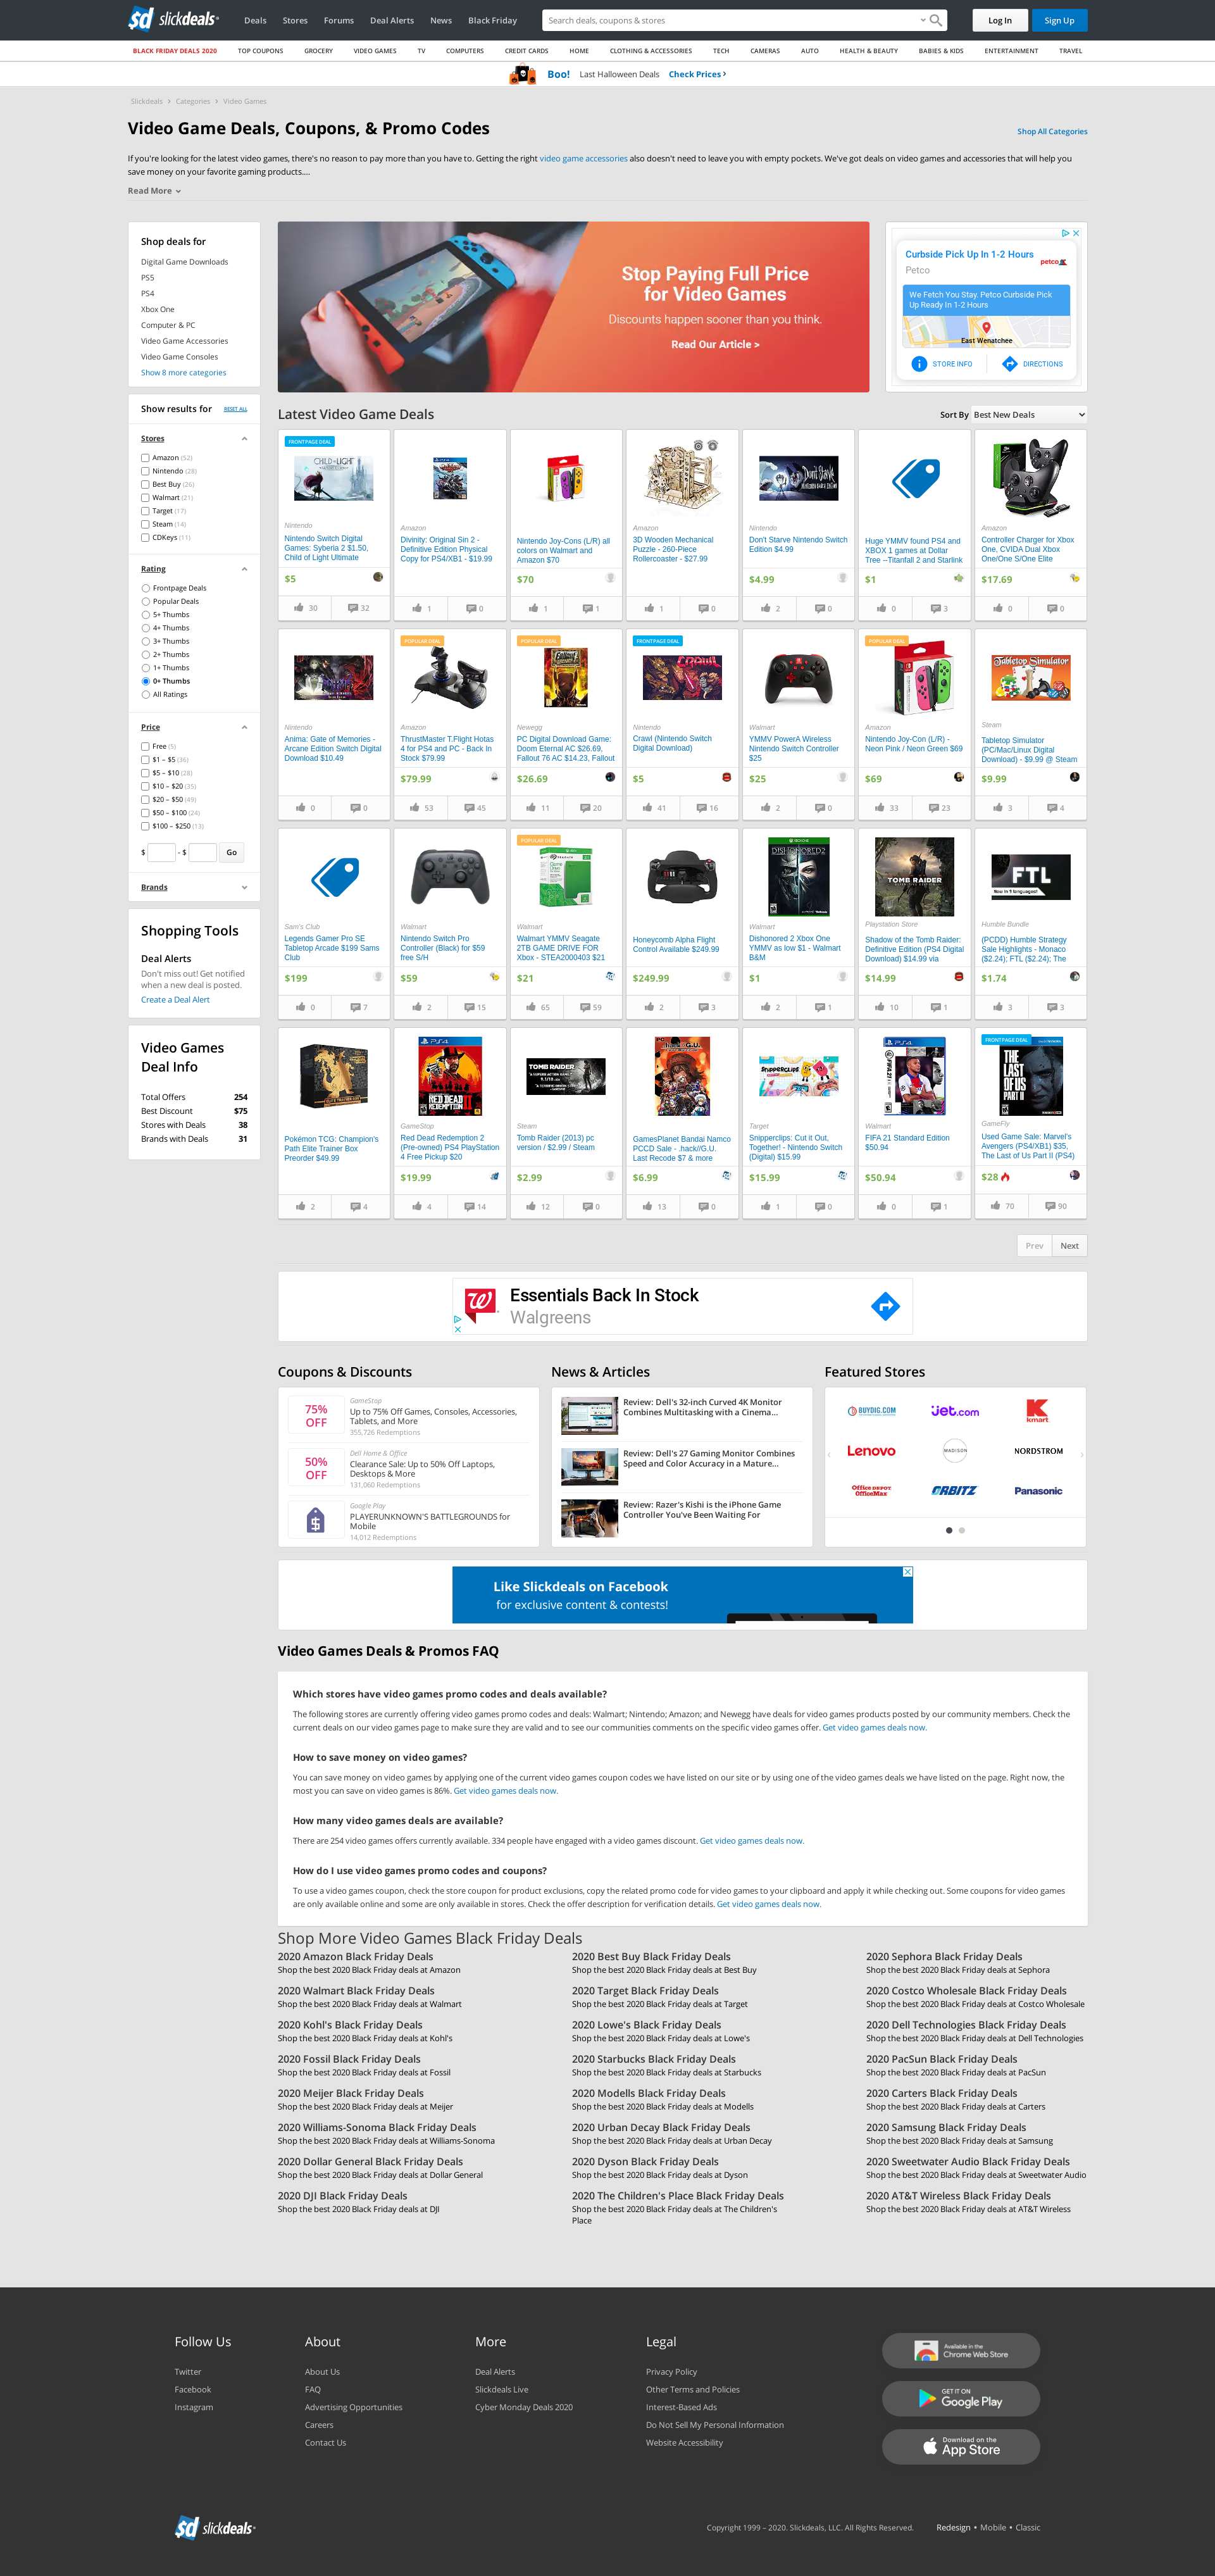 slickdeals
Deals
Stores
Forums
Deal Alerts
News
Black Friday
Search deals, coupons & stores
Log In
Sign Up
BLACK FRIDAY DEALS 2020
TOP COUPONS
GROCERY
VIDEO GAMES
TV
COMPUTERS
CREDIT CARDS
HOME
CLOTHING & ACCESSORIES
TECH
CAMERAS
AUTO
HEALTH & BEAUTY
BABIES & KIDS
ENTERTAINMENT
TRAVEL
Boo! Last Halloween Deals Check Prices ›
Slickdeals › Categories › Video Games
Video Game Deals, Coupons, & Promo Codes
Shop All Categories
If you're looking for the latest video games, there's no reason to pay more than you have to. Getting the right video game accessories also doesn't need to leave you with empty pockets. We've got deals on video games and accessories that will help you
save money on your favorite gaming products....
Read More
Shop deals for
Digital Game Downloads
PS5
PS4
Xbox One
Computer & PC
Video Game Accessories
Video Game Consoles
Show 8 more categories
Show results for RESET ALL
Stores
Amazon (52)
Nintendo (28)
Best Buy (26)
Walmart (21)
Target (17)
Steam (14)
CDKeys (11)
Rating
Frontpage Deals
Popular Deals
5+ Thumbs
4+ Thumbs
3+ Thumbs
2+ Thumbs
1+ Thumbs
0+ Thumbs
All Ratings
Price
Free (5)
$1 – $5 (36)
$5 – $10 (28)
$10 – $20 (35)
$20 – $50 (49)
$50 – $100 (24)
$100 – $250 (13)
$ - $ Go
Brands
Shopping Tools
Deal Alerts
Don't miss out! Get notified
when a new deal is posted.
Create a Deal Alert
Video Games
Deal Info
Total Offers 254
Best Discount $75
Stores with Deals 38
Brands with Deals 31
Stop Paying Full Price
for Video Games
Discounts happen sooner than you think.
Read Our Article >
Curbside Pick Up In 1-2 Hours
Petco
petco
We Fetch You Stay. Petco Curbside Pick
Up Ready In 1-2 Hours
East Wenatchee
STORE INFO
DIRECTIONS
Latest Video Game Deals
Sort By Best New Deals
FRONTPAGE DEAL
CHILD of LIGHT
Nintendo
Nintendo Switch Digital
Games: Syberia 2 $1.50,
Child of Light Ultimate
$5
30 32
Amazon
Divinity: Original Sin 2 -
Definitive Edition Physical
Copy for PS4/XB1 - $19.99
1 0
Nintendo Joy-Cons (L/R) all
colors on Walmart and
Amazon $70
$70
1 1
Amazon
3D Wooden Mechanical
Puzzle - 260-Piece
Rollercoaster - $27.99
1 0
Don't Starve
Nintendo
Don't Starve Nintendo Switch
Edition $4.99
$4.99
2 0
Huge YMMV found PS4 and
XBOX 1 games at Dollar
Tree --Titanfall 2 and Starlink
$1
0 3
Amazon
Controller Charger for Xbox
One, CVIDA Dual Xbox
One/One S/One Elite
$17.69
0 0
Nintendo
Anima: Gate of Memories -
Arcane Edition Switch Digital
Download $10.49
0 0
POPULAR DEAL
Amazon
ThrustMaster T.Flight Hotas
4 for PS4 and PC - Back In
Stock $79.99
$79.99
53 45
POPULAR DEAL
Newegg
PC Digital Download Game:
Doom Eternal AC $26.69,
Fallout 76 AC $14.23, Fallout
$26.69
11 20
FRONTPAGE DEAL
CRAWL
Nintendo
Crawl (Nintendo Switch
Digital Download)
$5
41 16
Walmart
YMMV PowerA Wireless
Nintendo Switch Controller
$25
$25
2 0
POPULAR DEAL
Amazon
Nintendo Joy-Con (L/R) -
Neon Pink / Neon Green $69
$69
33 23
Tabletop Simulator
Steam
Tabletop Simulator
(PC/Mac/Linux Digital
Download) - $9.99 @ Steam
$9.99
3 4
Sam's Club
Legends Gamer Pro SE
Tabletop Arcade $199 Sams
Club
$199
0 7
Walmart
Nintendo Switch Pro
Controller (Black) for $59
free S/H
$59
2 15
POPULAR DEAL
Walmart
Walmart YMMV Seagate
2TB GAME DRIVE FOR
Xbox - STEA2000403 $21
$21
65 59
Honeycomb Alpha Flight
Control Available $249.99
$249.99
2 3
DISHONORED 2
Walmart
Dishonored 2 Xbox One
YMMV as low $1 - Walmart
B&M
$1
2 1
TOMB RAIDER
Playstation Store
Shadow of the Tomb Raider:
Definitive Edition (PS4 Digital
Download) $14.99 via
$14.99
10 1
FTL
Now in 9 languages!
Humble Bundle
(PCDD) Humble Strategy
Sale Highlights - Monaco
($2.24); FTL ($2.24); The
$1.74
3 3
Pokémon TCG: Champion's
Path Elite Trainer Box
Preorder $49.99
2 4
PS4
RED DEAD
REDEMPTION II
GameStop
Red Dead Redemption 2
(Pre-owned) PS4 PlayStation
4 Free Pickup $20
$19.99
4 14
TOMB RAIDER
Steam
Tomb Raider (2013) pc
version / $2.99 / Steam
$2.99
12 0
GamesPlanet Bandai Namco
PCCD Sale - .hack//G.U.
Last Recode $7 & more
$6.99
13 0
SNIPPERCLIPS
Target
Snipperclips: Cut it Out,
Together! - Nintendo Switch
(Digital) $15.99
$15.99
1 0
PS4
Walmart
FIFA 21 Standard Edition
$50.94
$50.94
0 1
FRONTPAGE DEAL
THE
LAST
OF US
PART II
GameFly
Used Game Sale: Marvel's
Avengers (PS4/XB1) $35,
The Last of Us Part II (PS4)
$28
70 90
Prev Next
Essentials Back In Stock
Walgreens
Coupons & Discounts
75%
OFF
GameStop
Up to 75% Off Games, Consoles, Accessories,
Tablets, and More
355,726 Redemptions
50%
OFF
Dell Home & Office
Clearance Sale: Up to 50% Off Laptops,
Desktops & More
131,060 Redemptions
Google Play
PLAYERUNKNOWN'S BATTLEGROUNDS for
Mobile
14,012 Redemptions
News & Articles
Review: Dell's 32-inch Curved 4K Monitor
Combines Multitasking with a Cinema...
Review: Dell's 27 Gaming Monitor Combines
Speed and Color Accuracy in a Mature...
Review: Razer's Kishi is the iPhone Game
Controller You've Been Waiting For
Featured Stores
BUYDIG.COM
jet.com
kmart
Lenovo
MADISON
NORDSTROM
Office DEPOT
OfficeMax
ORBITZ
Panasonic
Like Slickdeals on Facebook
for exclusive content & contests!
Video Games Deals & Promos FAQ
Which stores have video games promo codes and deals available?
The following stores are currently offering video games promo codes and deals: Walmart; Nintendo; Amazon; and Newegg have deals for video games products posted by our community members. Check the
current deals on our video games page to make sure they are valid and to see our communities comments on the specific video games offer. Get video games deals now.
How to save money on video games?
You can save money on video games by applying one of the current video games coupon codes we have listed on our site or by using one of the video games deals we have listed on the page. Right now, the
most you can save on video games is 86%. Get video games deals now.
How many video games deals are available?
There are 254 video games offers currently available. 334 people have engaged with a video games discount. Get video games deals now.
How do I use video games promo codes and coupons?
To use a video games coupon, check the store coupon for product exclusions, copy the related promo code for video games to your clipboard and apply it while checking out. Some coupons for video games
are only available online and some are only available in stores. Check the offer description for verification details. Get video games deals now.
Shop More Video Games Black Friday Deals
2020 Amazon Black Friday Deals
Shop the best 2020 Black Friday deals at Amazon
2020 Best Buy Black Friday Deals
Shop the best 2020 Black Friday deals at Best Buy
2020 Sephora Black Friday Deals
Shop the best 2020 Black Friday deals at Sephora
2020 Walmart Black Friday Deals
Shop the best 2020 Black Friday deals at Walmart
2020 Target Black Friday Deals
Shop the best 2020 Black Friday deals at Target
2020 Costco Wholesale Black Friday Deals
Shop the best 2020 Black Friday deals at Costco Wholesale
2020 Kohl's Black Friday Deals
Shop the best 2020 Black Friday deals at Kohl's
2020 Lowe's Black Friday Deals
Shop the best 2020 Black Friday deals at Lowe's
2020 Dell Technologies Black Friday Deals
Shop the best 2020 Black Friday deals at Dell Technologies
2020 Fossil Black Friday Deals
Shop the best 2020 Black Friday deals at Fossil
2020 Starbucks Black Friday Deals
Shop the best 2020 Black Friday deals at Starbucks
2020 PacSun Black Friday Deals
Shop the best 2020 Black Friday deals at PacSun
2020 Meijer Black Friday Deals
Shop the best 2020 Black Friday deals at Meijer
2020 Modells Black Friday Deals
Shop the best 2020 Black Friday deals at Modells
2020 Carters Black Friday Deals
Shop the best 2020 Black Friday deals at Carters
2020 Williams-Sonoma Black Friday Deals
Shop the best 2020 Black Friday deals at Williams-Sonoma
2020 Urban Decay Black Friday Deals
Shop the best 2020 Black Friday deals at Urban Decay
2020 Samsung Black Friday Deals
Shop the best 2020 Black Friday deals at Samsung
2020 Dollar General Black Friday Deals
Shop the best 2020 Black Friday deals at Dollar General
2020 Dyson Black Friday Deals
Shop the best 2020 Black Friday deals at Dyson
2020 Sweetwater Audio Black Friday Deals
Shop the best 2020 Black Friday deals at Sweetwater Audio
2020 DJI Black Friday Deals
Shop the best 2020 Black Friday deals at DJI
2020 The Children's Place Black Friday Deals
Shop the best 2020 Black Friday deals at The Children's
Place
2020 AT&T Wireless Black Friday Deals
Shop the best 2020 Black Friday deals at AT&T Wireless
Follow Us
Twitter
Facebook
Instagram
About
About Us
FAQ
Advertising Opportunities
Careers
Contact Us
More
Deal Alerts
Slickdeals Live
Cyber Monday Deals 2020
Legal
Privacy Policy
Other Terms and Policies
Interest-Based Ads
Do Not Sell My Personal Information
Website Accessibility
Available in the
Chrome Web Store
GET IT ON
Google Play
Download on the
App Store
slickdeals
Copyright 1999 – 2020. Slickdeals, LLC. All Rights Reserved.
Redesign • Mobile • Classic